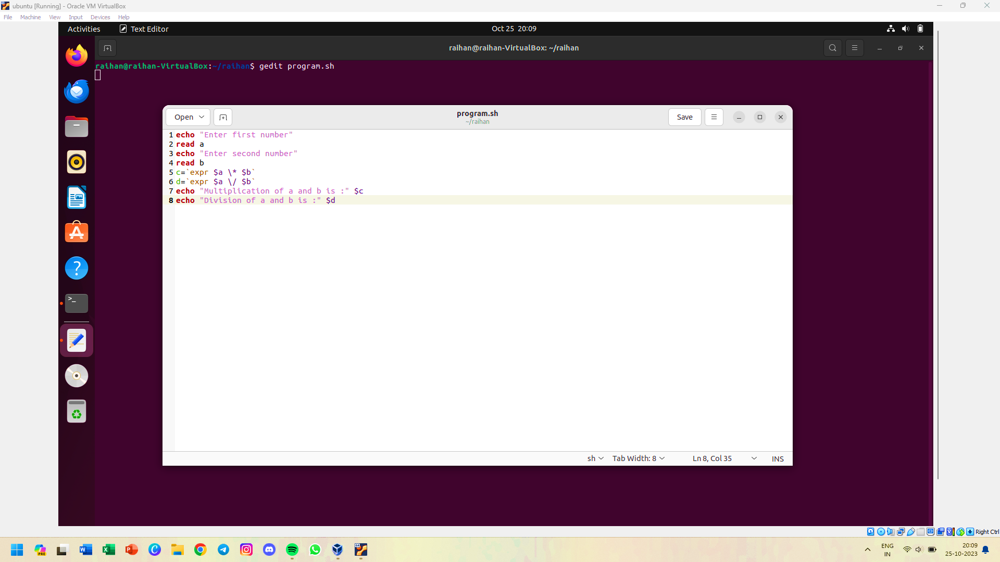 ubuntu [Running] - Oracle VM VirtualBox
File Machine View Input Devices Help
Activities Text Editor Oct 25 20:09
raihan@raihan-VirtualBox: ~/raihan
raihan@raihan-VirtualBox:~/raihan$ gedit program.sh
Open program.sh Save
~/raihan
1 echo "Enter first number"
2 read a
3 echo "Enter second number"
4 read b
5 c=`expr $a \* $b`
6 d=`expr $a \/ $b`
7 echo "Multiplication of a and b is :" $c
8 echo "Division of a and b is :" $d
sh Tab Width: 8 Ln 8, Col 35 INS
Right Ctrl
ENG
IN
20:09
25-10-2023